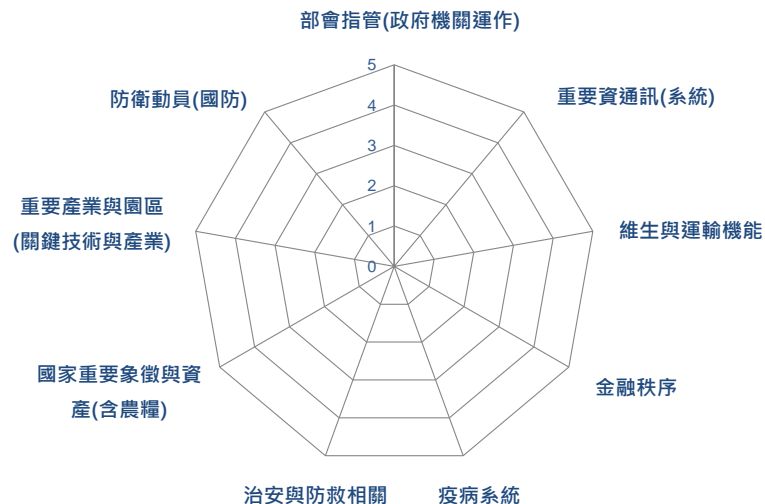 部會指管(政府機關運作)
重要資通訊(系統)
維生與運輸機能
金融秩序
疫病系統
治安與防救相關
國家重要象徵與資
產(含農糧)
重要產業與園區
(關鍵技術與產業)
防衛動員(國防)
5
4
3
2
1
0